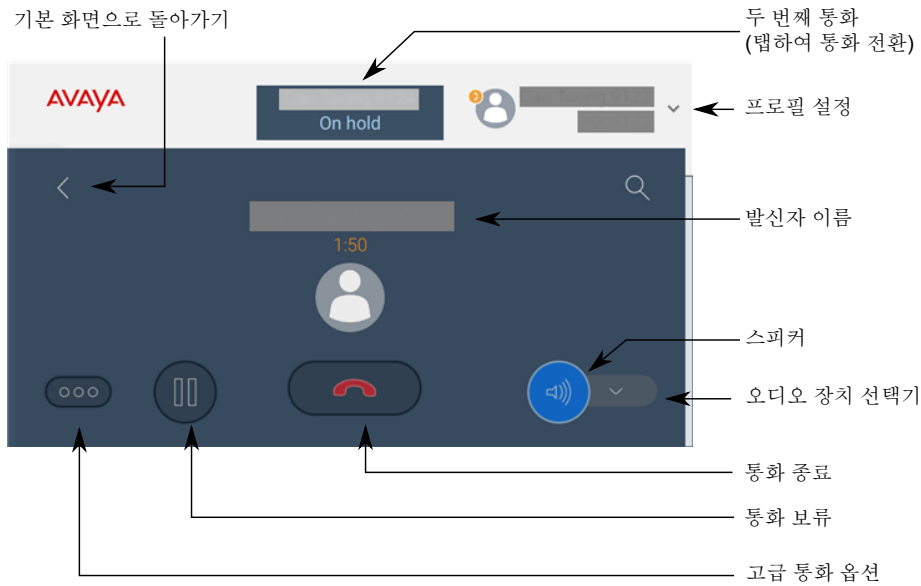 기본 화면으로 돌아가기
두 번째 통화
(탭하여 통화 전환)
AVAYA
On hold
프로필 설정
발신자 이름
1:50
스피커
오디오 장치 선택기
통화 종료
통화 보류
고급 통화 옵션